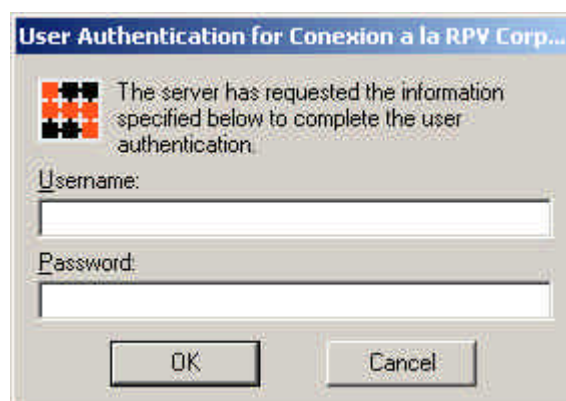 User Authentication for Conexion a la RPV Corp...
The server has requested the information
specified below to complete the user
authentication.
Username:
Password:
OK
Cancel